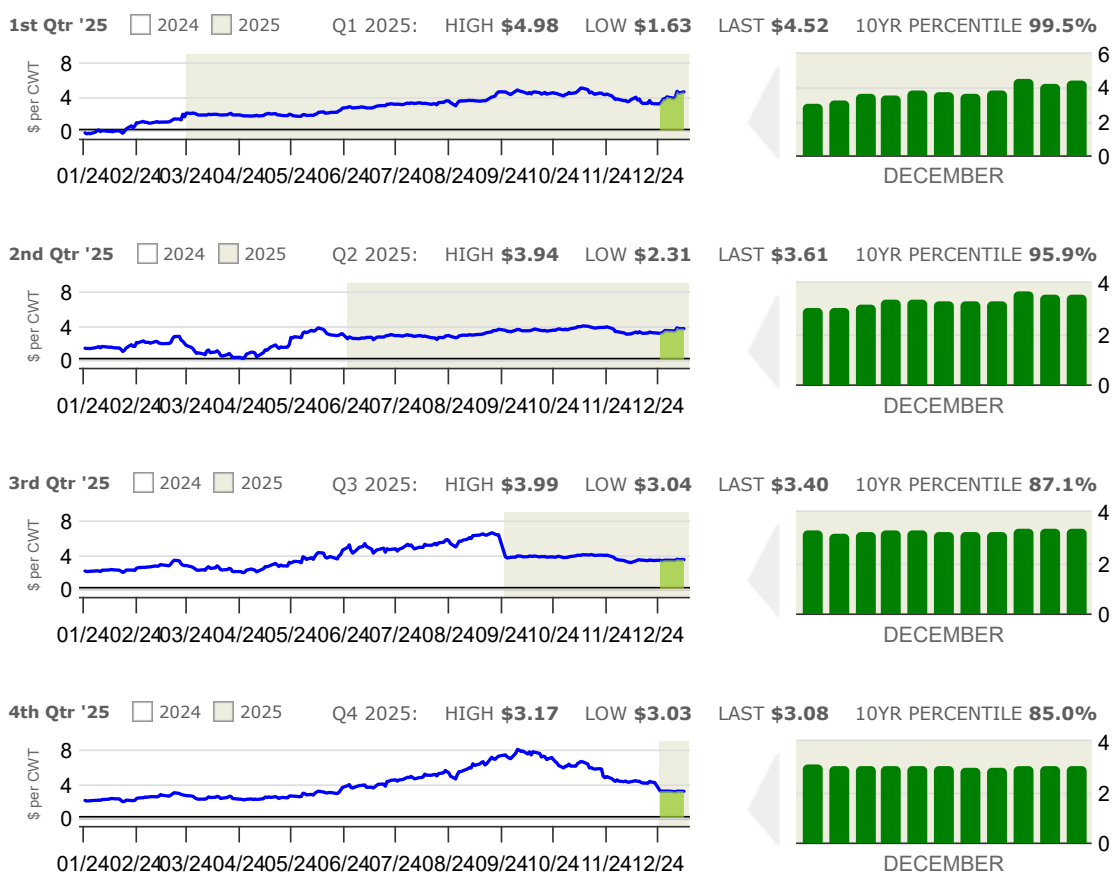 1st Qtr '25 2024 2025 Q1 2025: HIGH $4.98 LOW $1.63 LAST $4.52 10YR PERCENTILE 99.5%
$ per CWT
8
4
0
01/24 02/24 03/24 04/24 05/24 06/24 07/24 08/24 09/24 10/24 11/24 12/24
6
4
2
0
DECEMBER
2nd Qtr '25 2024 2025 Q2 2025: HIGH $3.94 LOW $2.31 LAST $3.61 10YR PERCENTILE 95.9%
$ per CWT
8
4
0
01/24 02/24 03/24 04/24 05/24 06/24 07/24 08/24 09/24 10/24 11/24 12/24
4
2
0
DECEMBER
3rd Qtr '25 2024 2025 Q3 2025: HIGH $3.99 LOW $3.04 LAST $3.40 10YR PERCENTILE 87.1%
$ per CWT
8
4
0
01/24 02/24 03/24 04/24 05/24 06/24 07/24 08/24 09/24 10/24 11/24 12/24
4
2
0
DECEMBER
4th Qtr '25 2024 2025 Q4 2025: HIGH $3.17 LOW $3.03 LAST $3.08 10YR PERCENTILE 85.0%
$ per CWT
8
4
0
01/24 02/24 03/24 04/24 05/24 06/24 07/24 08/24 09/24 10/24 11/24 12/24
4
2
0
DECEMBER